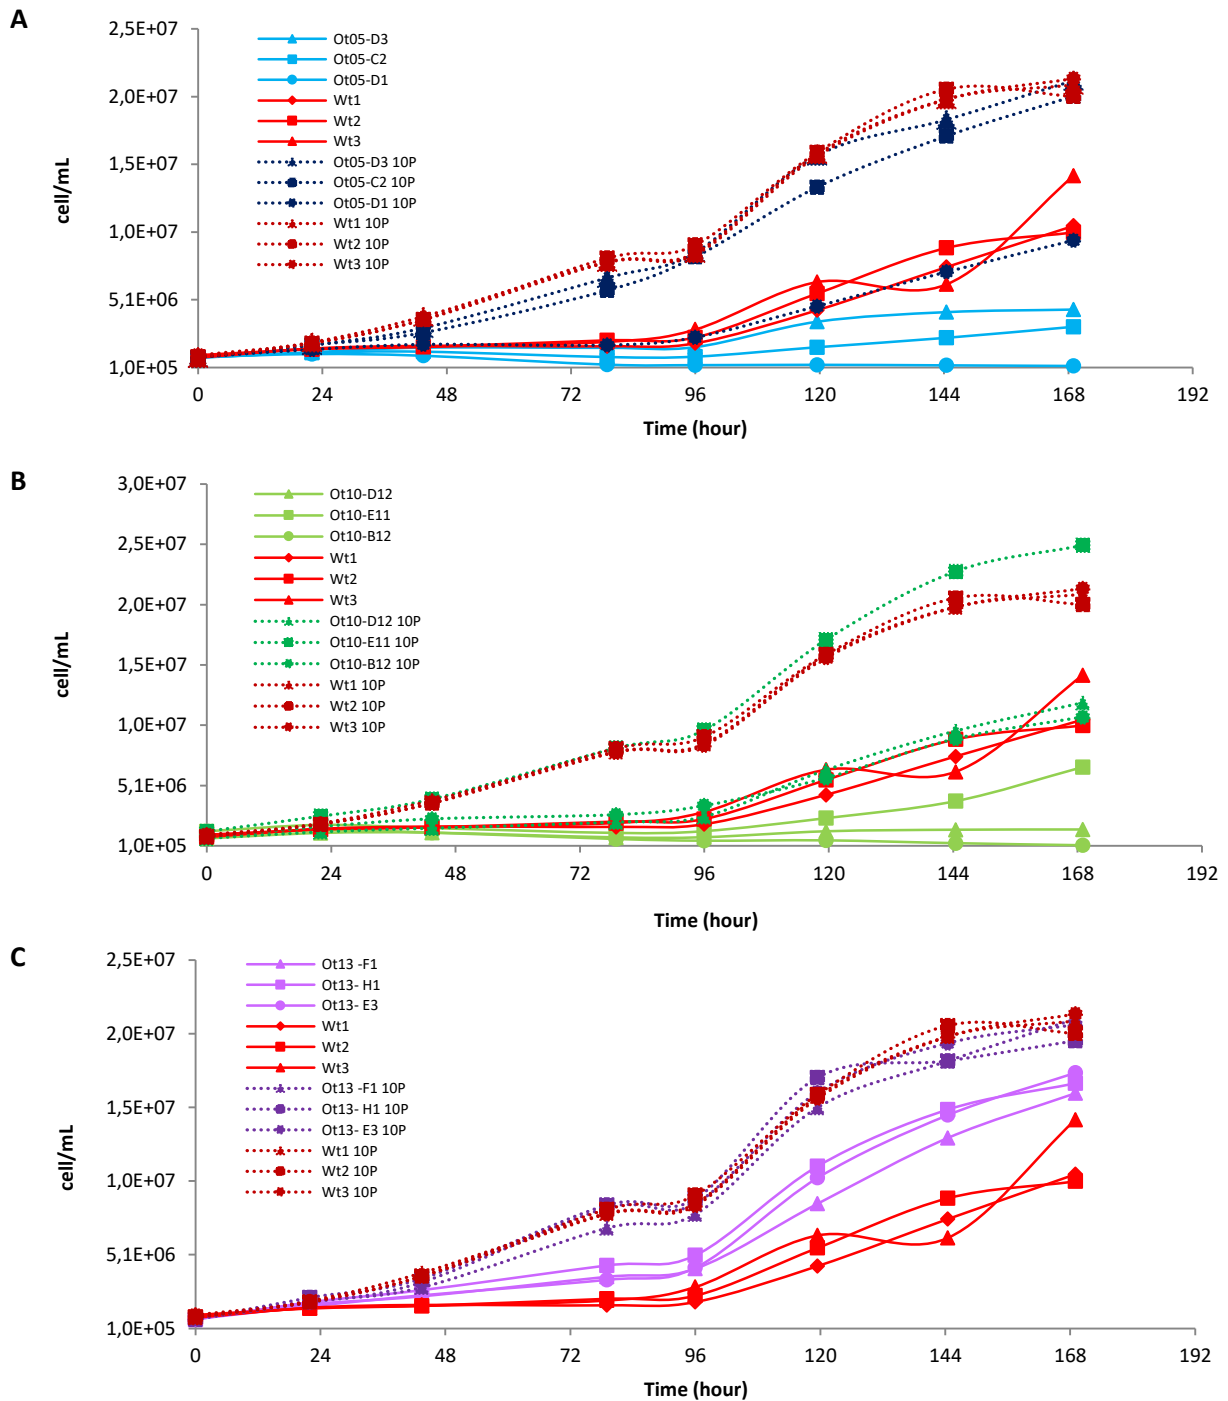 A
2,5E+07
2,0E+07
1,5E+07
1,0E+07
5,1E+06
1,0E+05
cell/mL
Ot05-D3
Ot05-C2
Ot05-D1
Wt1
Wt2
Wt3
Ot05-D3 10P
Ot05-C2 10P
Ot05-D1 10P
Wt1 10P
Wt2 10P
Wt3 10P
0 24 48 72 96 120 144 168 192
Time (hour)
B
3,0E+07
2,5E+07
2,0E+07
1,5E+07
1,0E+07
5,1E+06
1,0E+05
cell/mL
Ot10-D12
Ot10-E11
Ot10-B12
Wt1
Wt2
Wt3
Ot10-D12 10P
Ot10-E11 10P
Ot10-B12 10P
Wt1 10P
Wt2 10P
Wt3 10P
0 24 48 72 96 120 144 168 192
Time (hour)
C
2,5E+07
2,0E+07
1,5E+07
1,0E+07
5,1E+06
1,0E+05
cell/mL
Ot13 -F1
Ot13- H1
Ot13- E3
Wt1
Wt2
Wt3
Ot13 -F1 10P
Ot13- H1 10P
Ot13- E3 10P
Wt1 10P
Wt2 10P
Wt3 10P
0 24 48 72 96 120 144 168 192
Time (hour)